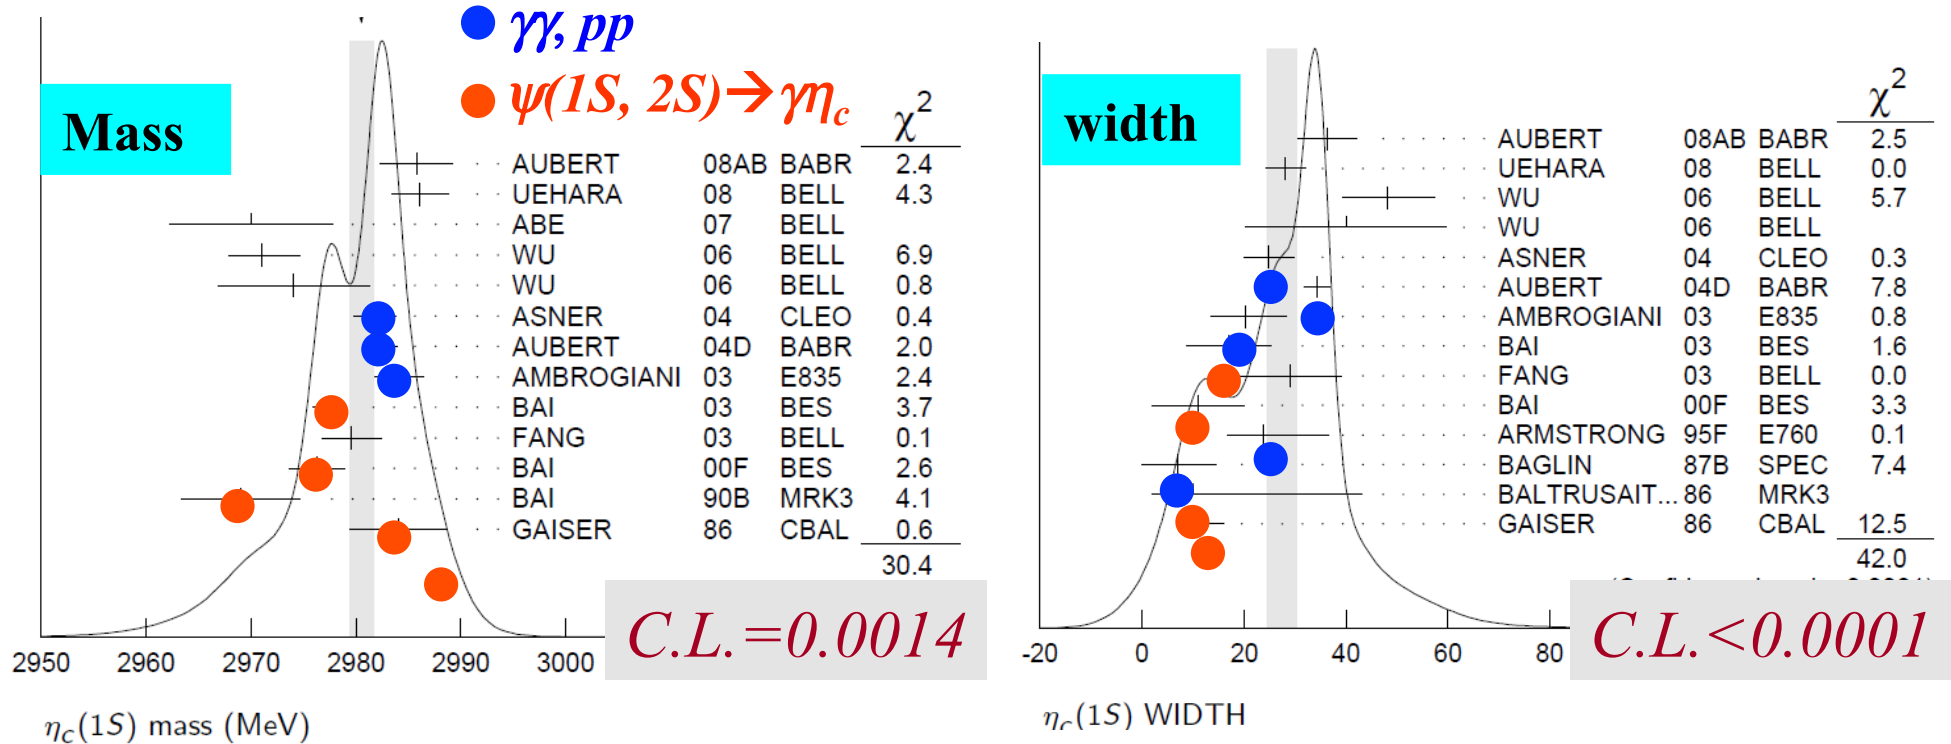 γγ, pp
ψ(1S, 2S)→γηc
Mass
χ2
AUBERT 08AB BABR 2.4
UEHARA 08 BELL 4.3
ABE 07 BELL
WU 06 BELL 6.9
WU 06 BELL 0.8
ASNER 04 CLEO 0.4
AUBERT 04D BABR 2.0
AMBROGIANI 03 E835 2.4
BAI 03 BES 3.7
FANG 03 BELL 0.1
BAI 00F BES 2.6
BAI 90B MRK3 4.1
GAISER 86 CBAL 0.6
30.4
C.L.=0.0014
2950 2960 2970 2980 2990 3000
ηc(1S) mass (MeV)
width
χ2
AUBERT 08AB BABR 2.5
UEHARA 08 BELL 0.0
WU 06 BELL 5.7
WU 06 BELL
ASNER 04 CLEO 0.3
AUBERT 04D BABR 7.8
AMBROGIANI 03 E835 0.8
BAI 03 BES 1.6
FANG 03 BELL 0.0
BAI 00F BES 3.3
ARMSTRONG 95F E760 0.1
BAGLIN 87B SPEC 7.4
BALTRUSAIT... 86 MRK3
GAISER 86 CBAL 12.5
42.0
C.L.<0.0001
-20 0 20 40 60 80
ηc(1S) WIDTH